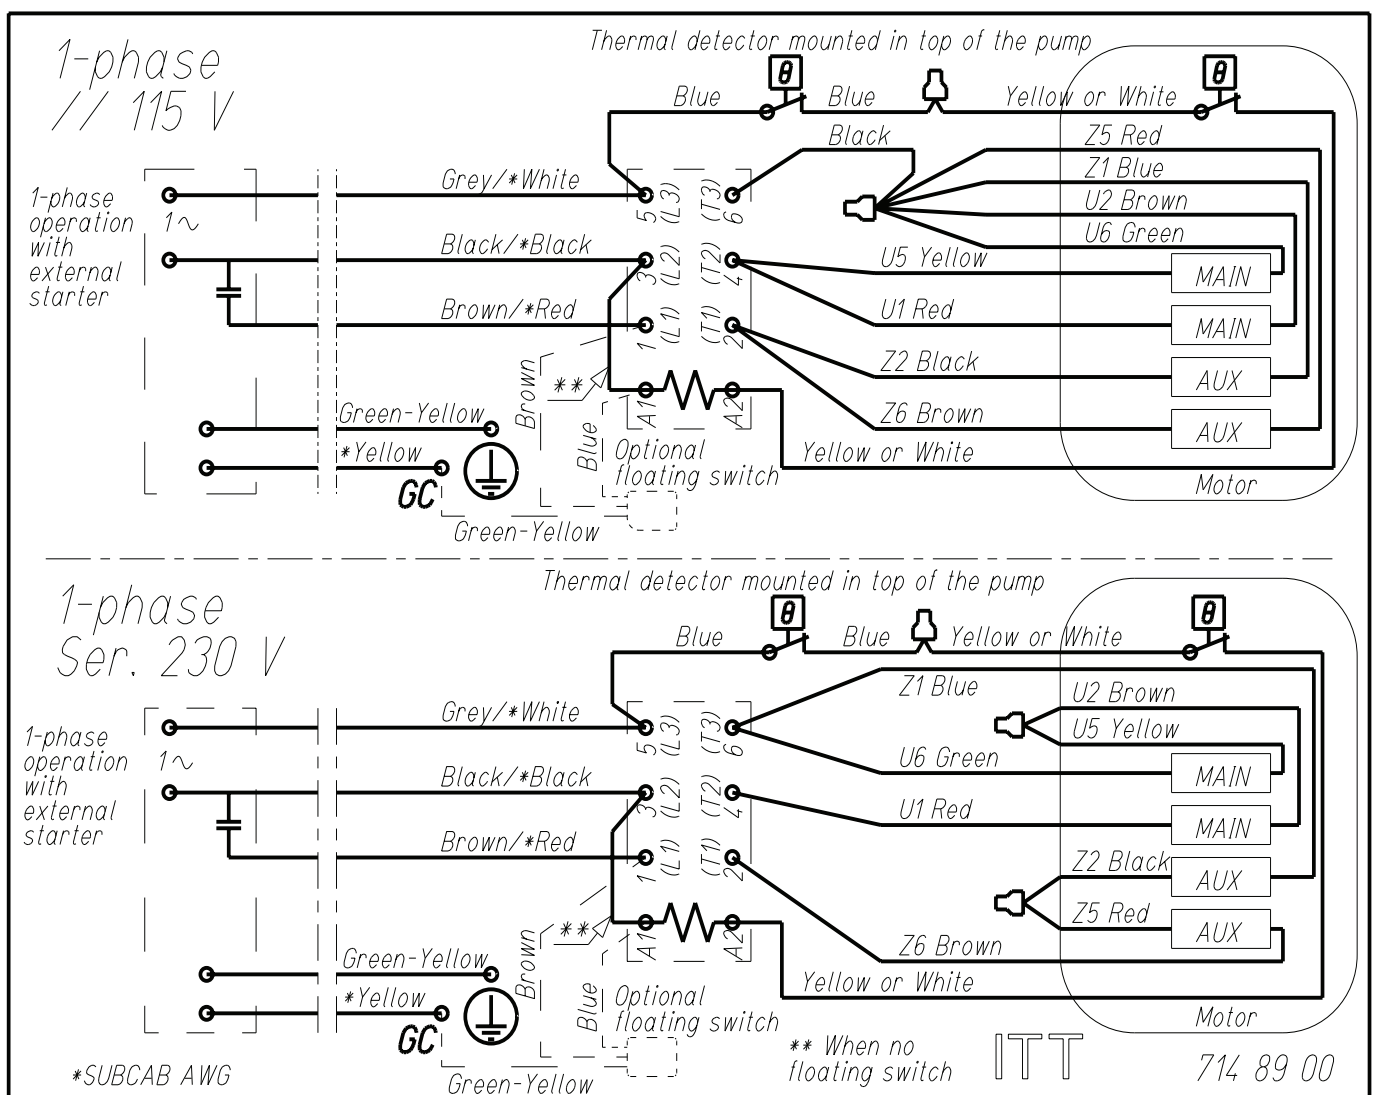 Thermal detector mounted in top of the pump
1-phase
// 115 V
θ
θ
Blue
Blue
Yellow or White
Black
Z5 Red
Z1 Blue
U2 Brown
U6 Green
1-phase
operation
with
external
starter
1~
Grey/*White
5
(L3)
(T3)
6
Black/*Black
3
(L2)
(T2)
4
U5 Yellow
MAIN
Brown/*Red
1
(L1)
(T1)
2
U1 Red
MAIN
Brown
**
Z2 Black
AUX
A1
A2
Z6 Brown
AUX
Green-Yellow
*Yellow
GC
Blue
Optional
floating switch
Yellow or White
Motor
Green-Yellow
Thermal detector mounted in top of the pump
1-phase
Ser. 230 V
θ
θ
Blue
Blue
Yellow or White
Z1 Blue
U2 Brown
U5 Yellow
1-phase
operation
with
external
starter
1~
Grey/*White
5
(L3)
(T3)
6
U6 Green
MAIN
Black/*Black
3
(L2)
(T2)
4
U1 Red
MAIN
Brown/*Red
1
(L1)
(T1)
2
Z2 Black
AUX
Brown
**
A1
A2
Z5 Red
AUX
Z6 Brown
Green-Yellow
*Yellow
GC
Blue
Optional
floating switch
Yellow or White
Motor
Green-Yellow
*SUBCAB AWG
** When no
floating switch
ITT
714 89 00